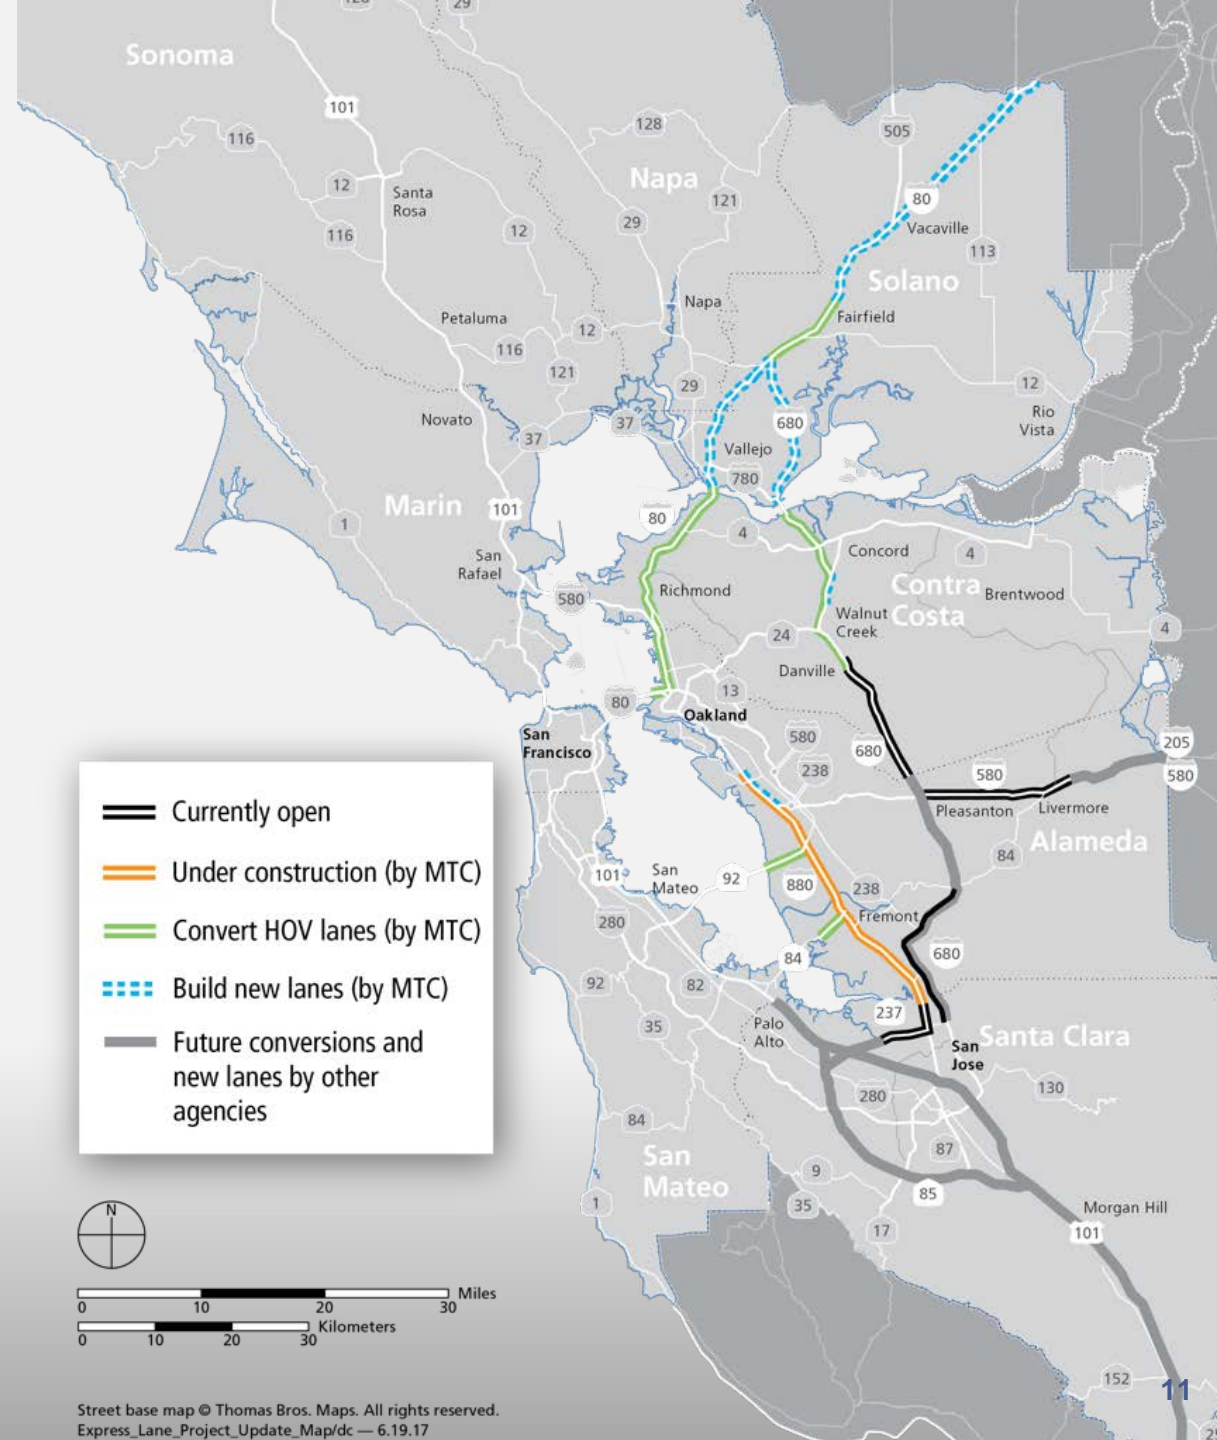 29
Sonoma
101
116
128
505
12
Santa
Rosa
Napa
121
80
116
12
29
Vacaville
113
Solano
Napa
Petaluma
12
Fairfield
116
121
29
12
Novato
37
37
680
Rio
Vista
Vallejo
780
Marin
101
80
1
4
Concord
4
San
Rafael
580
Richmond
Contra
Costa
Brentwood
Walnut
Creek
24
4
Danville
13
80
Oakland
San
Francisco
580
680
205
238
580
580
Pleasanton
Livermore
Alameda
84
101
San
Mateo
92
880
238
280
Fremont
84
680
92
82
237
35
Palo
Alto
San
Jose
Santa Clara
280
130
84
87
San
Mateo
9
85
1
35
17
Morgan Hill
101
152
Currently open
Under construction (by MTC)
Convert HOV lanes (by MTC)
Build new lanes (by MTC)
Future conversions and
new lanes by other
agencies
N
Miles
0 10 20 30
Kilometers
0 10 20 30
11
Street base map © Thomas Bros. Maps. All rights reserved.
Express_Lane_Project_Update_Map/dc — 6.19.17